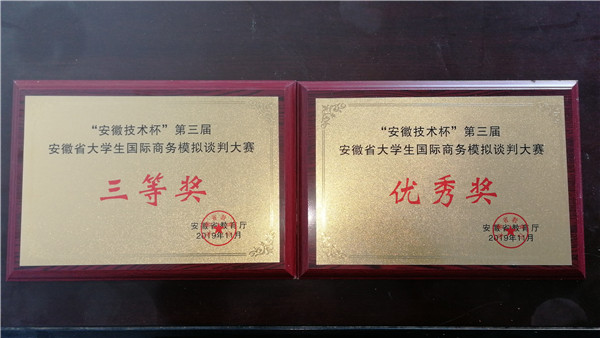 “安徽技术杯”第三届
安徽省大学生国际商务模拟谈判大赛
三等奖
安徽省教育厅
2019年11月
“安徽技术杯”第三届
安徽省大学生国际商务模拟谈判大赛
优秀奖
安徽省教育厅
2019年11月